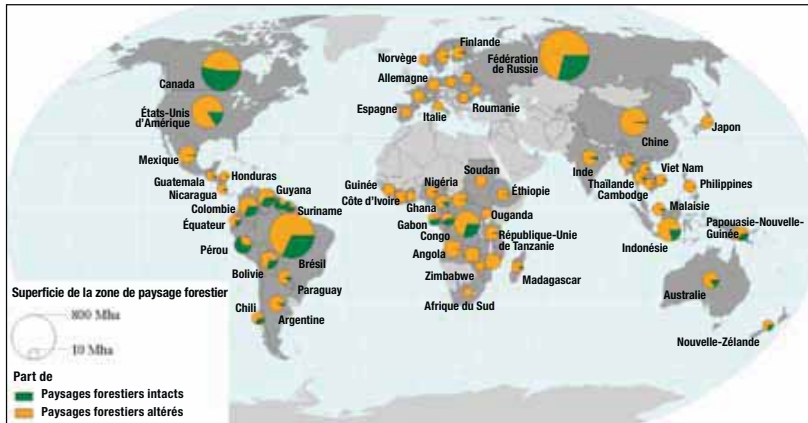 Canada
États-Unis
d'Amérique
Mexique
Guatemala
Honduras
Nicaragua
Colombie
Équateur
Pérou
Bolivie
Chili
Guyana
Suriname
Brésil
Paraguay
Argentine
Norvège
Finlande
Allemagne
Espagne
Italie
Roumanie
Fédération
de Russie
Guinée
Côte d'Ivoire
Ghana
Nigéria
Gabon
Congo
Angola
Zimbabwe
Afrique du Sud
Soudan
Éthiopie
Ouganda
République-Unie
de Tanzanie
Madagascar
Inde
Chine
Japon
Thaïlande
Cambodge
Viet Nam
Philippines
Malaisie
Indonésie
Papouasie-Nouvelle-
Guinée
Australie
Nouvelle-Zélande
Superficie de la zone de paysage forestier
800 Mha
10 Mha
Part de
Paysages forestiers intacts
Paysages forestiers altérés